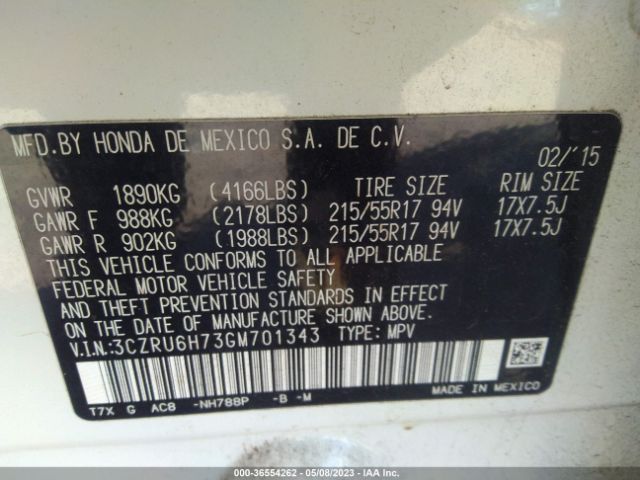 MFD.BY HONDA DE MEXICO S.A. DE C.V.
02/'15
GVWR 1890KG (4166LBS) TIRE SIZE RIM SIZE
GAWR F 988KG (2178LBS) 215/55R17 94V 17X7.5J
GAWR R 902KG (1988LBS) 215/55R17 94V 17X7.5J
THIS VEHICLE CONFORMS TO ALL APPLICABLE
FEDERAL MOTOR VEHICLE SAFETY
AND THEFT PREVENTION STANDARDS IN EFFECT
ON THE DATE OF MANUFACTURE SHOWN ABOVE.
V.I.N:3CZRU6H73GM701343 TYPE: MPV
T7X G AC8 -NH788P -B -M
MADE IN MEXICO
000-36554262 - 05/08/2023 - IAA Inc.